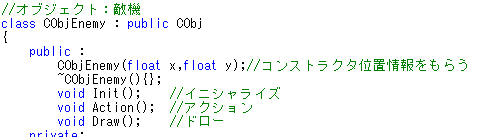 //オブジェクト：敵機
class CObjEnemy : public CObj
{
    public :
        CObjEnemy(float x,float y);//コンストラクタ位置情報をもらう
        ~CObjEnemy(){};
        void Init();    //イニシャライズ
        void Action();  //アクション
        void Draw();    //ドロー
    private: